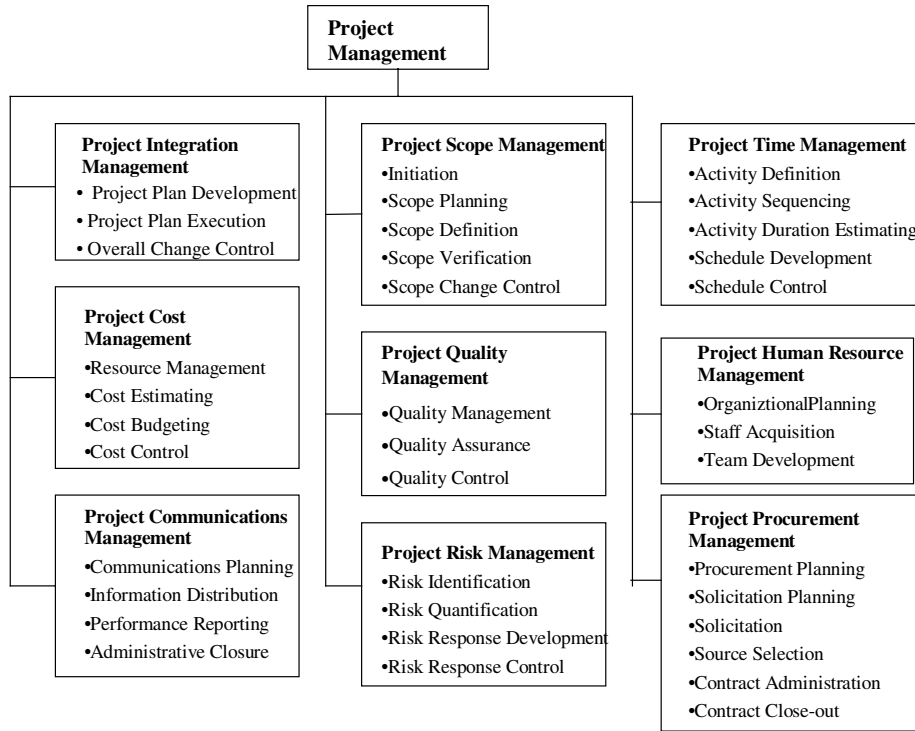 Project
Management
Project Integration
Management
• Project Plan Development
• Project Plan Execution
• Overall Change Control
Project Scope Management
•Initiation
•Scope Planning
•Scope Definition
•Scope Verification
•Scope Change Control
Project Time Management
•Activity Definition
•Activity Sequencing
•Activity Duration Estimating
•Schedule Development
•Schedule Control
Project Cost
Management
•Resource Management
•Cost Estimating
•Cost Budgeting
•Cost Control
Project Quality
Management
•Quality Management
•Quality Assurance
•Quality Control
Project Human Resource
Management
•OrganiztionalPlanning
•Staff Acquisition
•Team Development
Project Communications
Management
•Communications Planning
•Information Distribution
•Performance Reporting
•Administrative Closure
Project Risk Management
•Risk Identification
•Risk Quantification
•Risk Response Development
•Risk Response Control
Project Procurement
Management
•Procurement Planning
•Solicitation Planning
•Solicitation
•Source Selection
•Contract Administration
•Contract Close-out